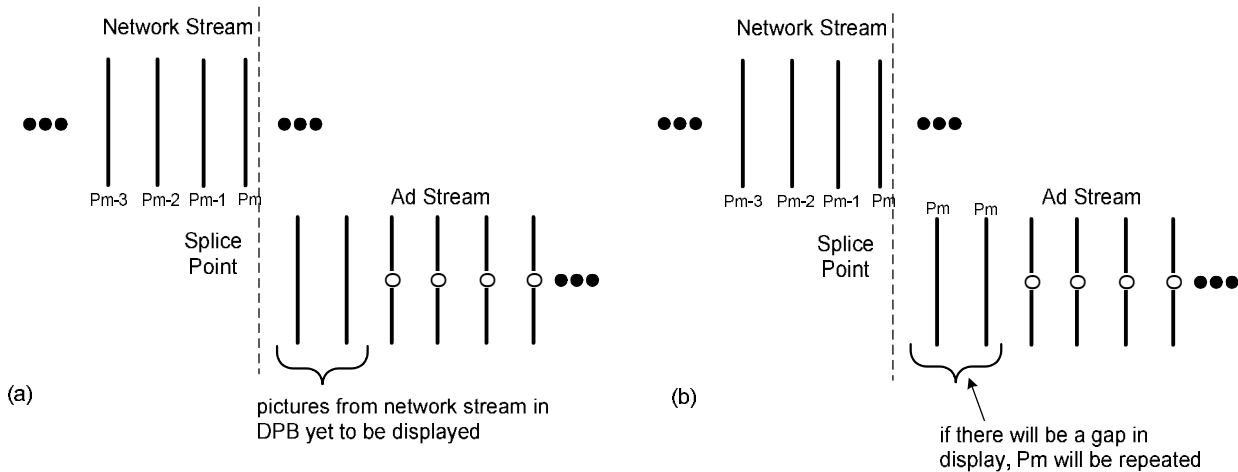 Network Stream
Pm-3 Pm-2 Pm-1 Pm
Splice
Point
Ad Stream
(a)
pictures from network stream in
DPB yet to be displayed
Network Stream
Pm-3 Pm-2 Pm-1 Pm
Splice
Point
Pm Pm
Ad Stream
(b)
if there will be a gap in
display, Pm will be repeated